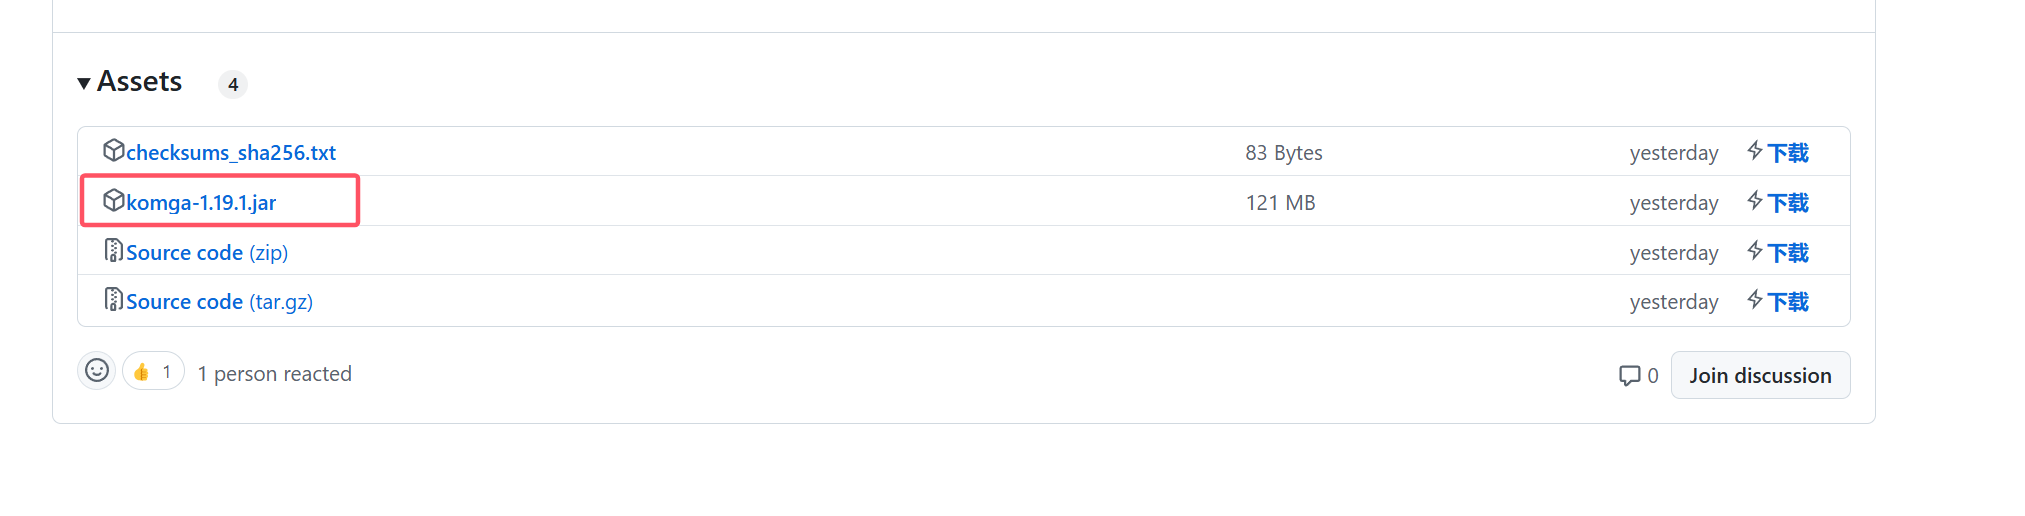 Assets 4
checksums_sha256.txt 83 Bytes yesterday 下载
komga-1.19.1.jar 121 MB yesterday 下载
Source code (zip) yesterday 下载
Source code (tar.gz) yesterday 下载
1 1 person reacted 0 Join discussion